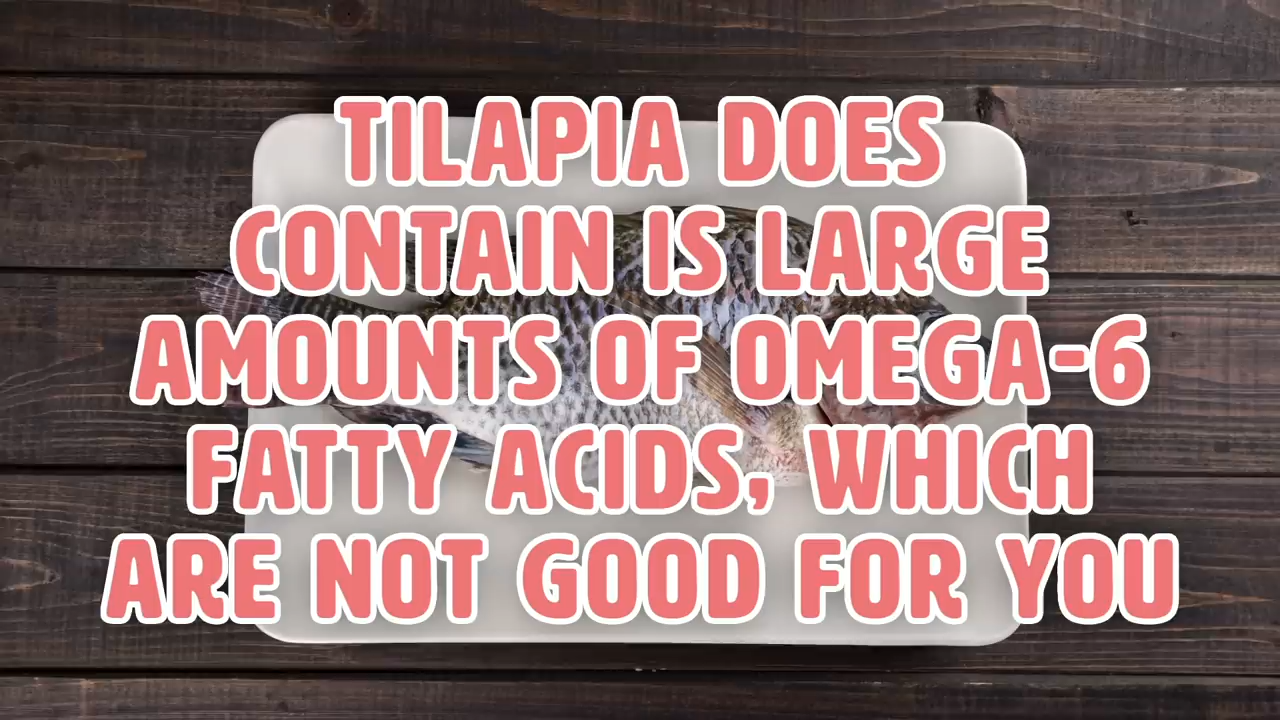 TILAPIA DOES
CONTAIN IS LARGE
AMOUNTS OF OMEGA-6
FATTY ACIDS, WHICH
ARE NOT GOOD FOR YOU